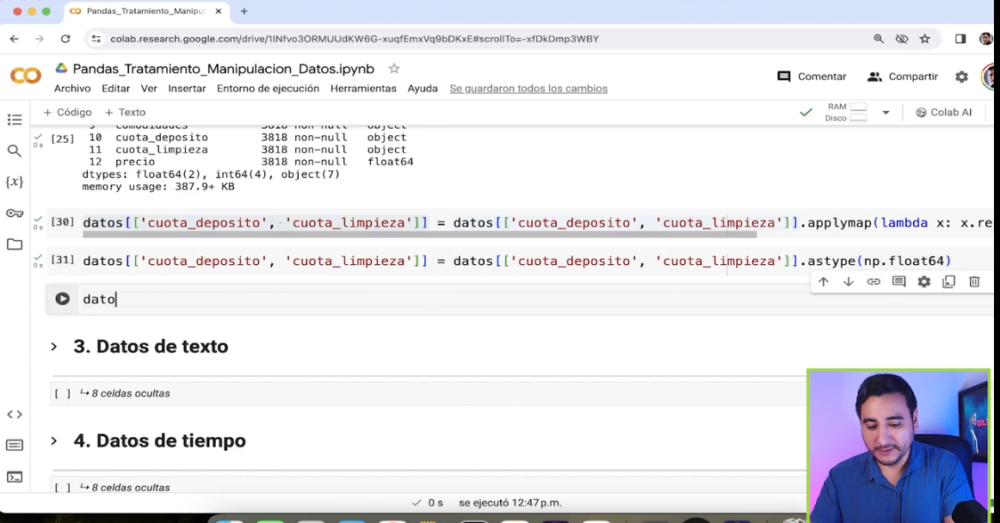 Pandas_Tratamiento_Manipul
colab.research.google.com/drive/1lNfvo3ORMUUdKW6G-xuqfEmxVq9bDKxE#scrollTo=-xfDkDmp3WBY
Pandas_Tratamiento_Manipulacion_Datos.ipynb
Comentar
Compartir
Archivo Editar Ver Insertar Entorno de ejecución Herramientas Ayuda Se guardaron todos los cambios
+ Código + Texto
RAM
Disco
Colab AI
9 comodidades 3818 non-null object
[25] 10 cuota_deposito 3818 non-null object
0 s
11 cuota_limpieza 3818 non-null object
12 precio 3818 non-null float64
dtypes: float64(2), int64(4), object(7)
memory usage: 387.9+ KB
[30] datos[['cuota_deposito', 'cuota_limpieza']] = datos[['cuota_deposito', 'cuota_limpieza']].applymap(lambda x: x.re
0 s
[31] datos[['cuota_deposito', 'cuota_limpieza']] = datos[['cuota_deposito', 'cuota_limpieza']].astype(np.float64)
0 s
dato
3. Datos de texto
[ ] ↳ 8 celdas ocultas
4. Datos de tiempo
[ ] ↳ 8 celdas ocultas
0 s se ejecutó 12:47 p.m.